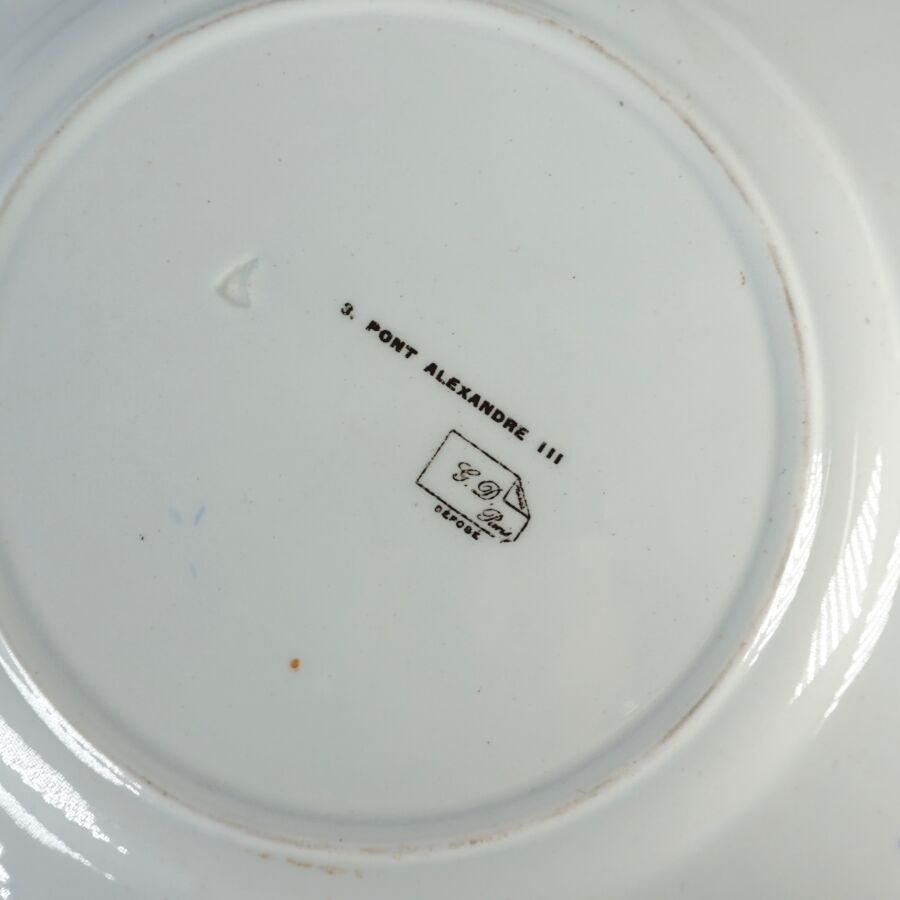 3. PONT ALEXANDRE III
G. D.
Paris
DÉPOSÉ